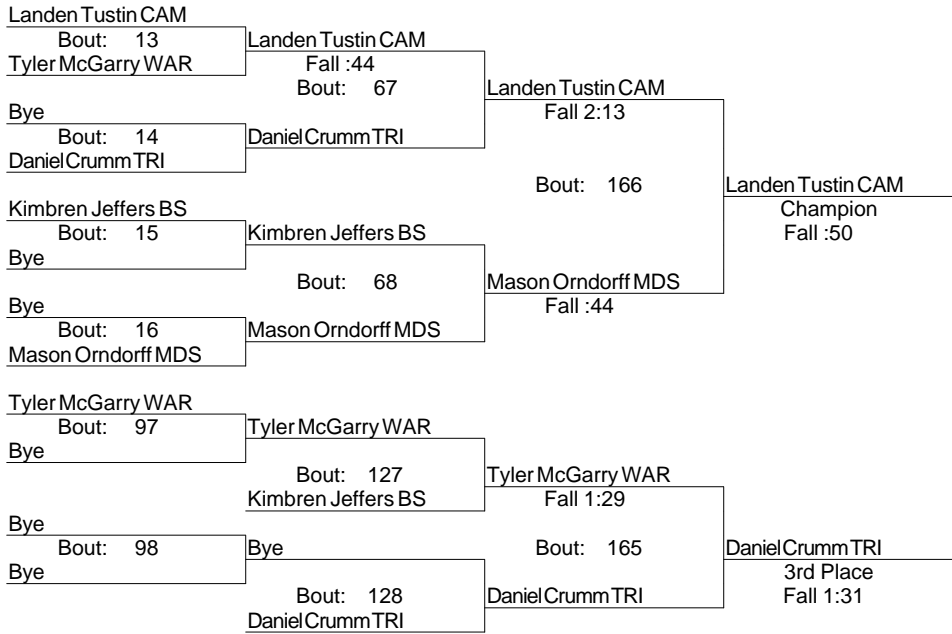 Landen Tustin CAM
Bout: 13
Landen Tustin CAM
Tyler McGarry WAR
Fall :44
Bout: 67
Landen Tustin CAM
Bye
Fall 2:13
Bout: 14
Daniel Crumm TRI
Daniel Crumm TRI
Bout: 166
Landen Tustin CAM
Kimbren Jeffers BS
Champion
Bout: 15
Kimbren Jeffers BS
Fall :50
Bye
Bout: 68
Mason Orndorff MDS
Bye
Fall :44
Bout: 16
Mason Orndorff MDS
Mason Orndorff MDS
Tyler McGarry WAR
Bout: 97
Tyler McGarry WAR
Bye
Bout: 127
Tyler McGarry WAR
Kimbren Jeffers BS
Fall 1:29
Bye
Bout: 98
Bye
Bout: 165
Daniel Crumm TRI
Bye
3rd Place
Bout: 128
Daniel Crumm TRI
Fall 1:31
Daniel Crumm TRI